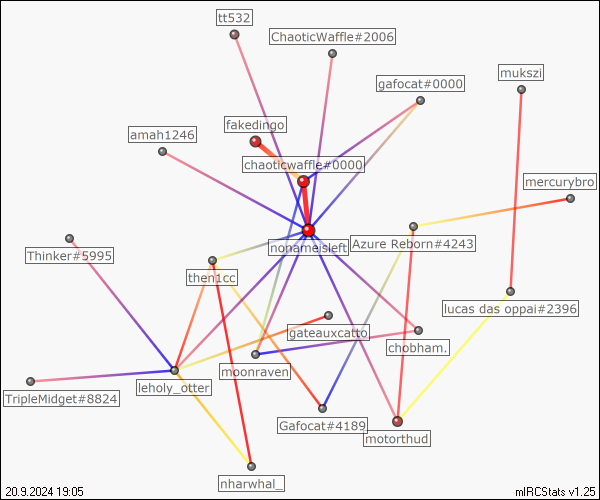 tt532
ChaoticWaffle#2006
mukszi
gafocat#0000
fakedingo
amah1246
chaoticwaffle#0000
mercurybro
nonameisleft
Azure Reborn#4243
Thinker#5995
then1cc
lucas das oppai#2396
gateauxcatto
chobham.
moonraven
leholy_otter
TripleMidget#8824
Gafocat#4189
motorthud
nharwhal_
20.9.2024 19:05
mIRCStats v1.25